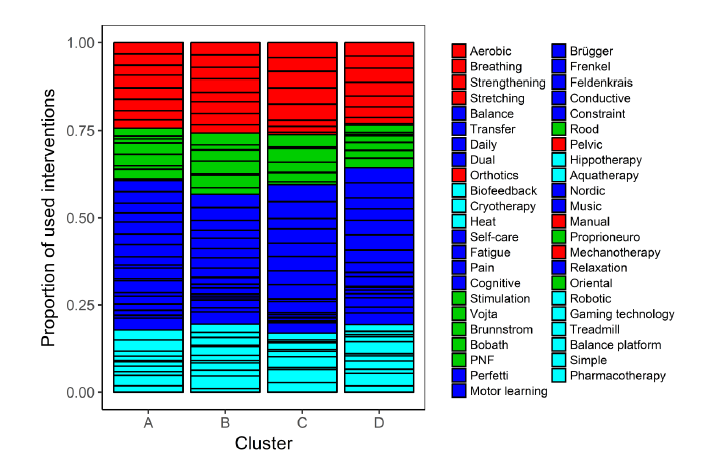 Proportion of used interventions
1.00
0.75
0.50
0.25
0.00
A B C D
Cluster
Aerobic
Breathing
Strengthening
Stretching
Balance
Transfer
Daily
Dual
Orthotics
Biofeedback
Cryotherapy
Heat
Self-care
Fatigue
Pain
Cognitive
Stimulation
Vojta
Brunnstrom
Bobath
PNF
Perfetti
Motor learning
Brügger
Frenkel
Feldenkrais
Conductive
Constraint
Rood
Pelvic
Hippotherapy
Aquatherapy
Nordic
Music
Manual
Proprioneuro
Mechanotherapy
Relaxation
Oriental
Robotic
Gaming technology
Treadmill
Balance platform
Simple
Pharmacotherapy